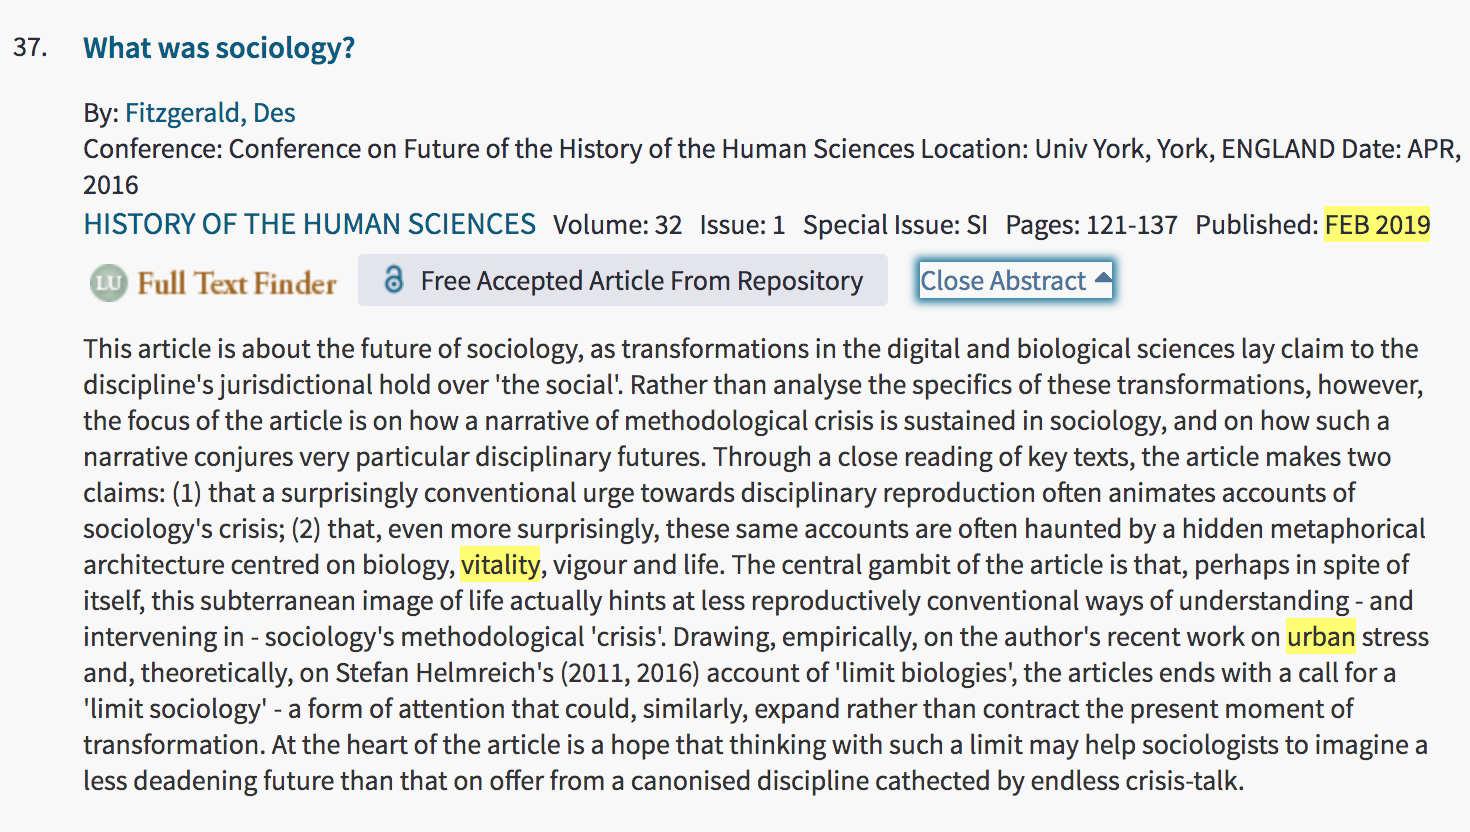 37. What was sociology?
By: Fitzgerald, Des
Conference: Conference on Future of the History of the Human Sciences Location: Univ York, York, ENGLAND Date: APR,
2016
HISTORY OF THE HUMAN SCIENCES Volume: 32 Issue: 1 Special Issue: SI Pages: 121-137 Published: FEB 2019
LU Full Text Finder Free Accepted Article From Repository Close Abstract
This article is about the future of sociology, as transformations in the digital and biological sciences lay claim to the
discipline's jurisdictional hold over 'the social'. Rather than analyse the specifics of these transformations, however,
the focus of the article is on how a narrative of methodological crisis is sustained in sociology, and on how such a
narrative conjures very particular disciplinary futures. Through a close reading of key texts, the article makes two
claims: (1) that a surprisingly conventional urge towards disciplinary reproduction often animates accounts of
sociology's crisis; (2) that, even more surprisingly, these same accounts are often haunted by a hidden metaphorical
architecture centred on biology, vitality, vigour and life. The central gambit of the article is that, perhaps in spite of
itself, this subterranean image of life actually hints at less reproductively conventional ways of understanding - and
intervening in - sociology's methodological 'crisis'. Drawing, empirically, on the author's recent work on urban stress
and, theoretically, on Stefan Helmreich's (2011, 2016) account of 'limit biologies', the articles ends with a call for a
'limit sociology' - a form of attention that could, similarly, expand rather than contract the present moment of
transformation. At the heart of the article is a hope that thinking with such a limit may help sociologists to imagine a
less deadening future than that on offer from a canonised discipline cathected by endless crisis-talk.